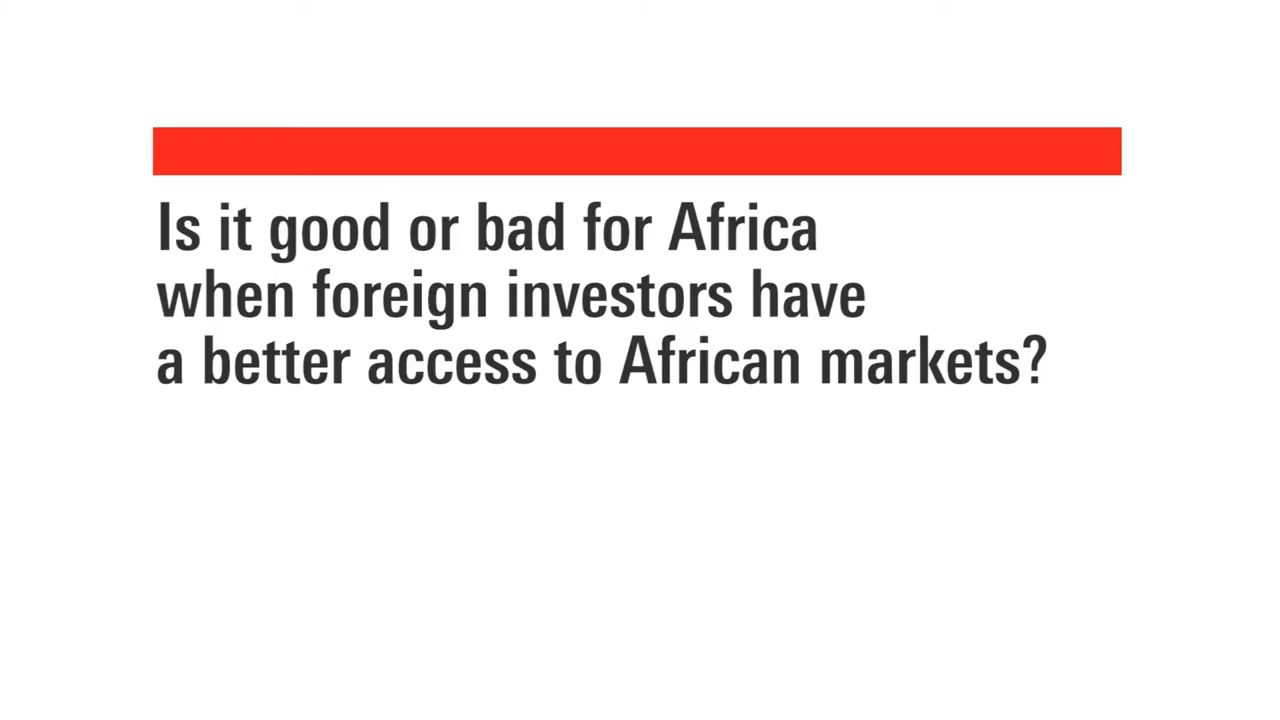 Is it good or bad for Africa
when foreign investors have
a better access to African markets?